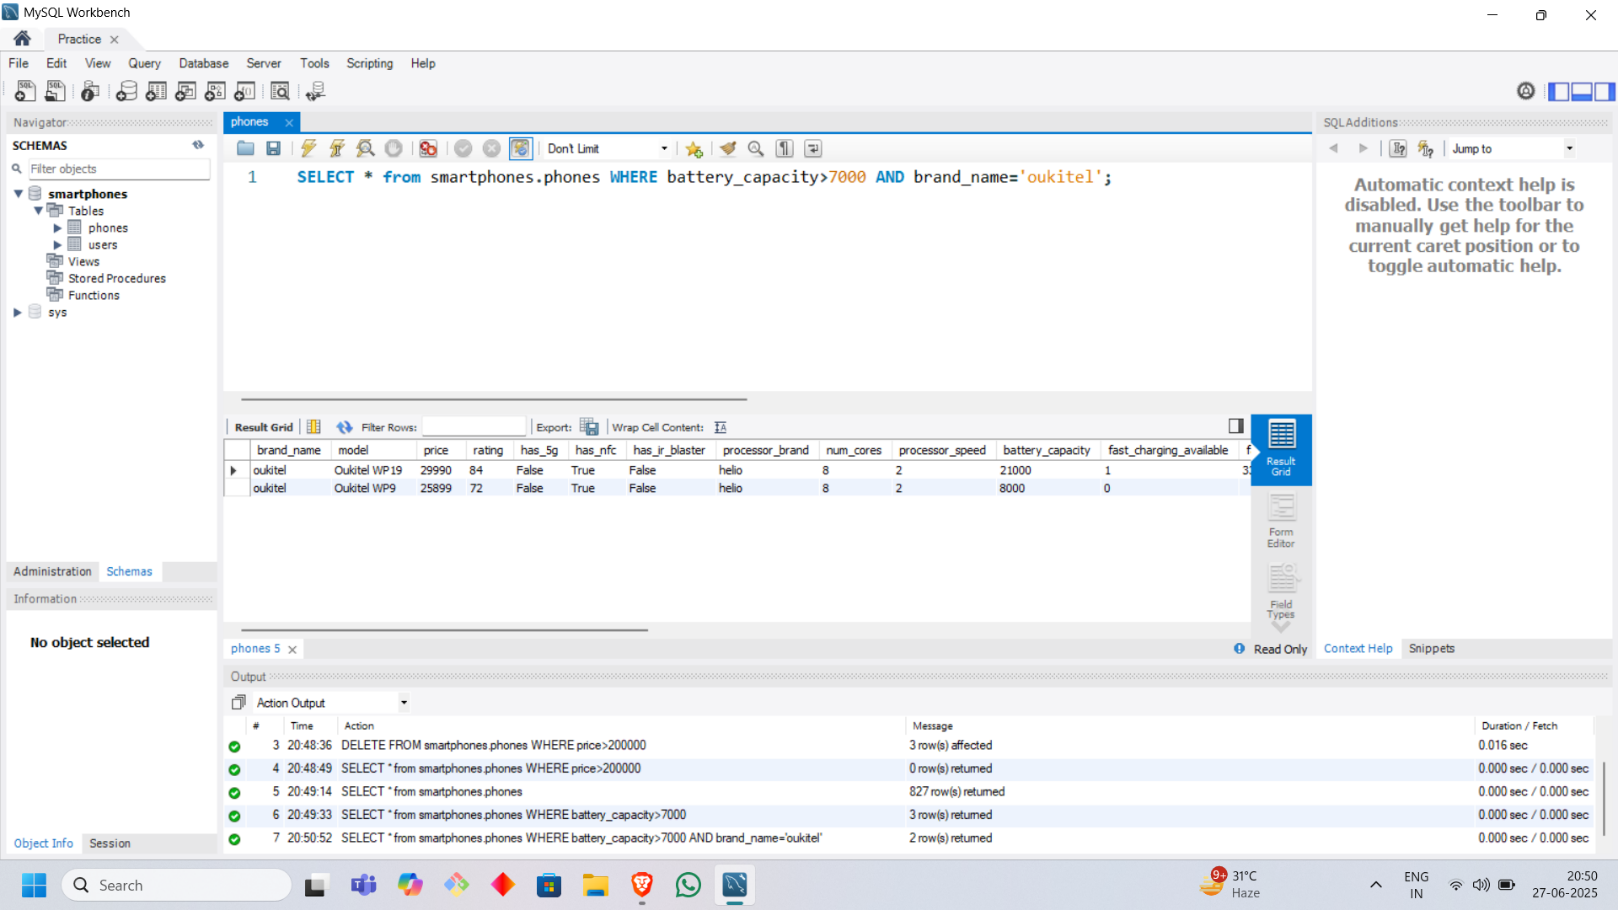 MySQL Workbench
Practice
File Edit View Query Database Server Tools Scripting Help
Navigator
SCHEMAS
Filter objects
smartphones
Tables
phones
users
Views
Stored Procedures
Functions
sys
Administration Schemas
Information
No object selected
Object Info Session
phones
Don't Limit
1 SELECT * from smartphones.phones WHERE battery_capacity>7000 AND brand_name='oukitel';
Result Grid Filter Rows: Export: Wrap Cell Content:
brand_name model price rating has_5g has_nfc has_ir_blaster processor_brand num_cores processor_speed battery_capacity fast_charging_available f
oukitel Oukitel WP19 29990 84 False True False helio 8 2 21000 1 33
oukitel Oukitel WP9 25899 72 False True False helio 8 2 8000 0
Result Grid
Form Editor
Field Types
phones 5
Read Only
SQLAdditions
Jump to
Automatic context help is
disabled. Use the toolbar to
manually get help for the
current caret position or to
toggle automatic help.
Context Help Snippets
Output
Action Output
# Time Action Message Duration / Fetch
3 20:48:36 DELETE FROM smartphones.phones WHERE price>200000 3 row(s) affected 0.016 sec
4 20:48:49 SELECT * from smartphones.phones WHERE price>200000 0 row(s) returned 0.000 sec / 0.000 sec
5 20:49:14 SELECT * from smartphones.phones 827 row(s) returned 0.000 sec / 0.000 sec
6 20:49:33 SELECT * from smartphones.phones WHERE battery_capacity>7000 3 row(s) returned 0.000 sec / 0.000 sec
7 20:50:52 SELECT * from smartphones.phones WHERE battery_capacity>7000 AND brand_name='oukitel' 2 row(s) returned 0.000 sec / 0.000 sec
Search
9+
31°C
Haze
ENG
IN
20:50
27-06-2025